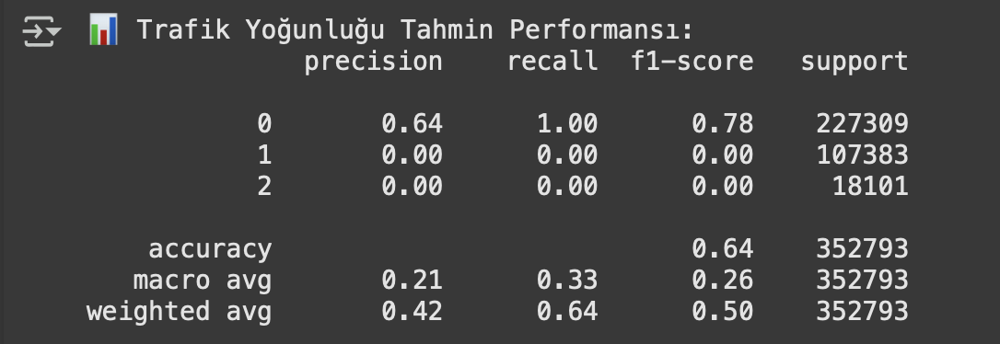 📊 Trafik Yoğunluğu Tahmin Performansı:
precision recall f1-score support
0 0.64 1.00 0.78 227309
1 0.00 0.00 0.00 107383
2 0.00 0.00 0.00 18101
accuracy 0.64 352793
macro avg 0.21 0.33 0.26 352793
weighted avg 0.42 0.64 0.50 352793